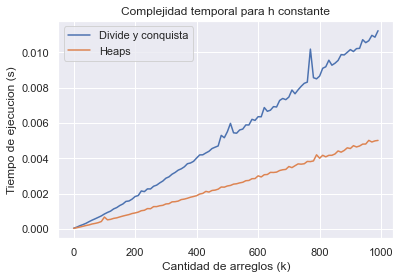 Complejidad temporal para h constante
Divide y conquista
Heaps
Tiempo de ejecucion (s)
0.010
0.008
0.006
0.004
0.002
0.000
0
200
400
600
800
1000
Cantidad de arreglos (k)